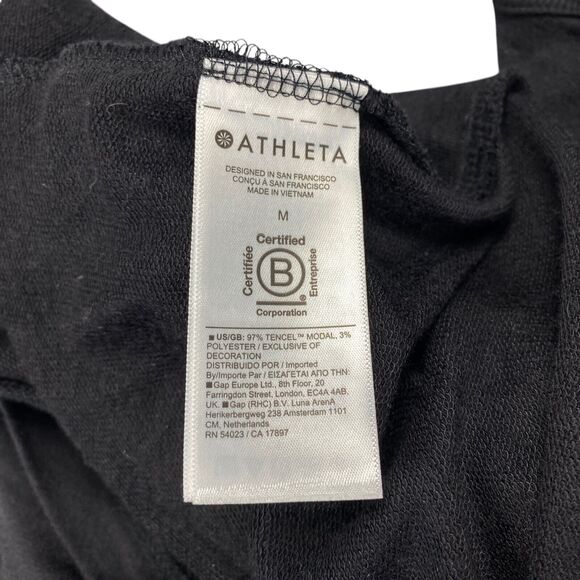 ATHLETA
DESIGNED IN SAN FRANCISCO
CONÇU À SAN FRANCISCO
MADE IN VIETNAM
M
Certified
Certifiée
B
Entreprise
®
Corporation
US/GB: 97% TENCEL™ MODAL, 3%
POLYESTER / EXCLUSIVE OF
DECORATION
DISTRIBUIDO POR / Imported
By/Importe Par / ΕΙΣΑΓΕΤΑΙ ΑΠΟ ΤΗΝ:
Gap Europe Ltd., 8th Floor, 20
Farringdon Street, London, EC4A 4AB,
UK. Gap (RHC) B.V. Luna ArenA
Herikerbergweg 238 Amsterdam 1101
CM, Netherlands
RN 54023 / CA 17897